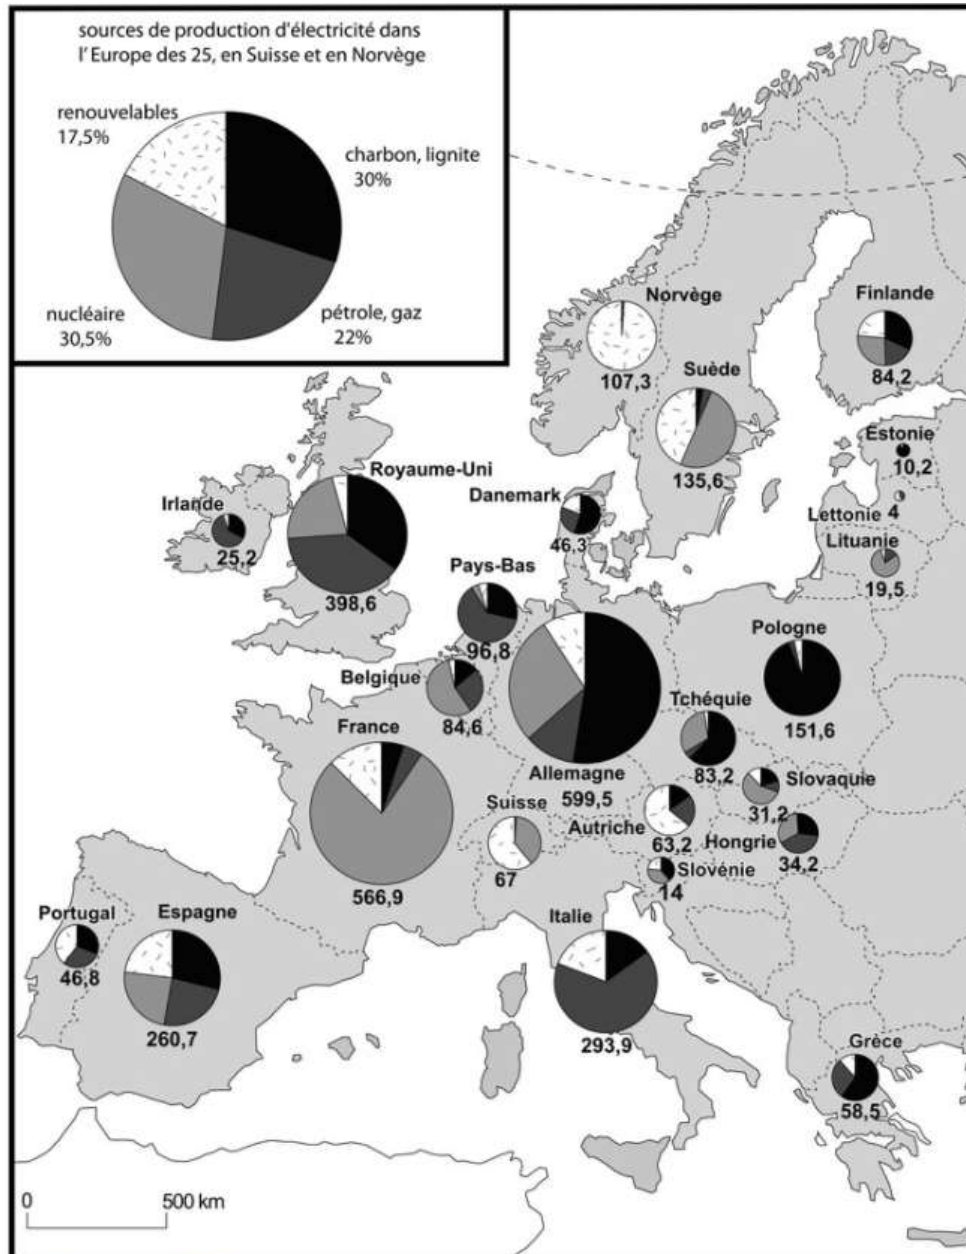 sources de production d'électricité dans
l'Europe des 25, en Suisse et en Norvège
renouvelables
17,5%
charbon, lignite
30%
nucléaire
30,5%
pétrole, gaz
22%
Norvège
107,3
Finlande
84,2
Suède
135,6
Estonie
10,2
Lettonie 4
Lituanie
19,5
Royaume-Uni
398,6
Irlande
25,2
Danemark
46,3
Pays-Bas
96,8
Belgique
84,6
Pologne
151,6
Tchéquie
83,2
France
566,9
Allemagne
599,5
Suisse
67
Autriche
63,2
Slovaquie
31,2
Hongrie
34,2
Slovénie
14
Portugal
46,8
Espagne
260,7
Italie
293,9
Grèce
58,5
0 500 km